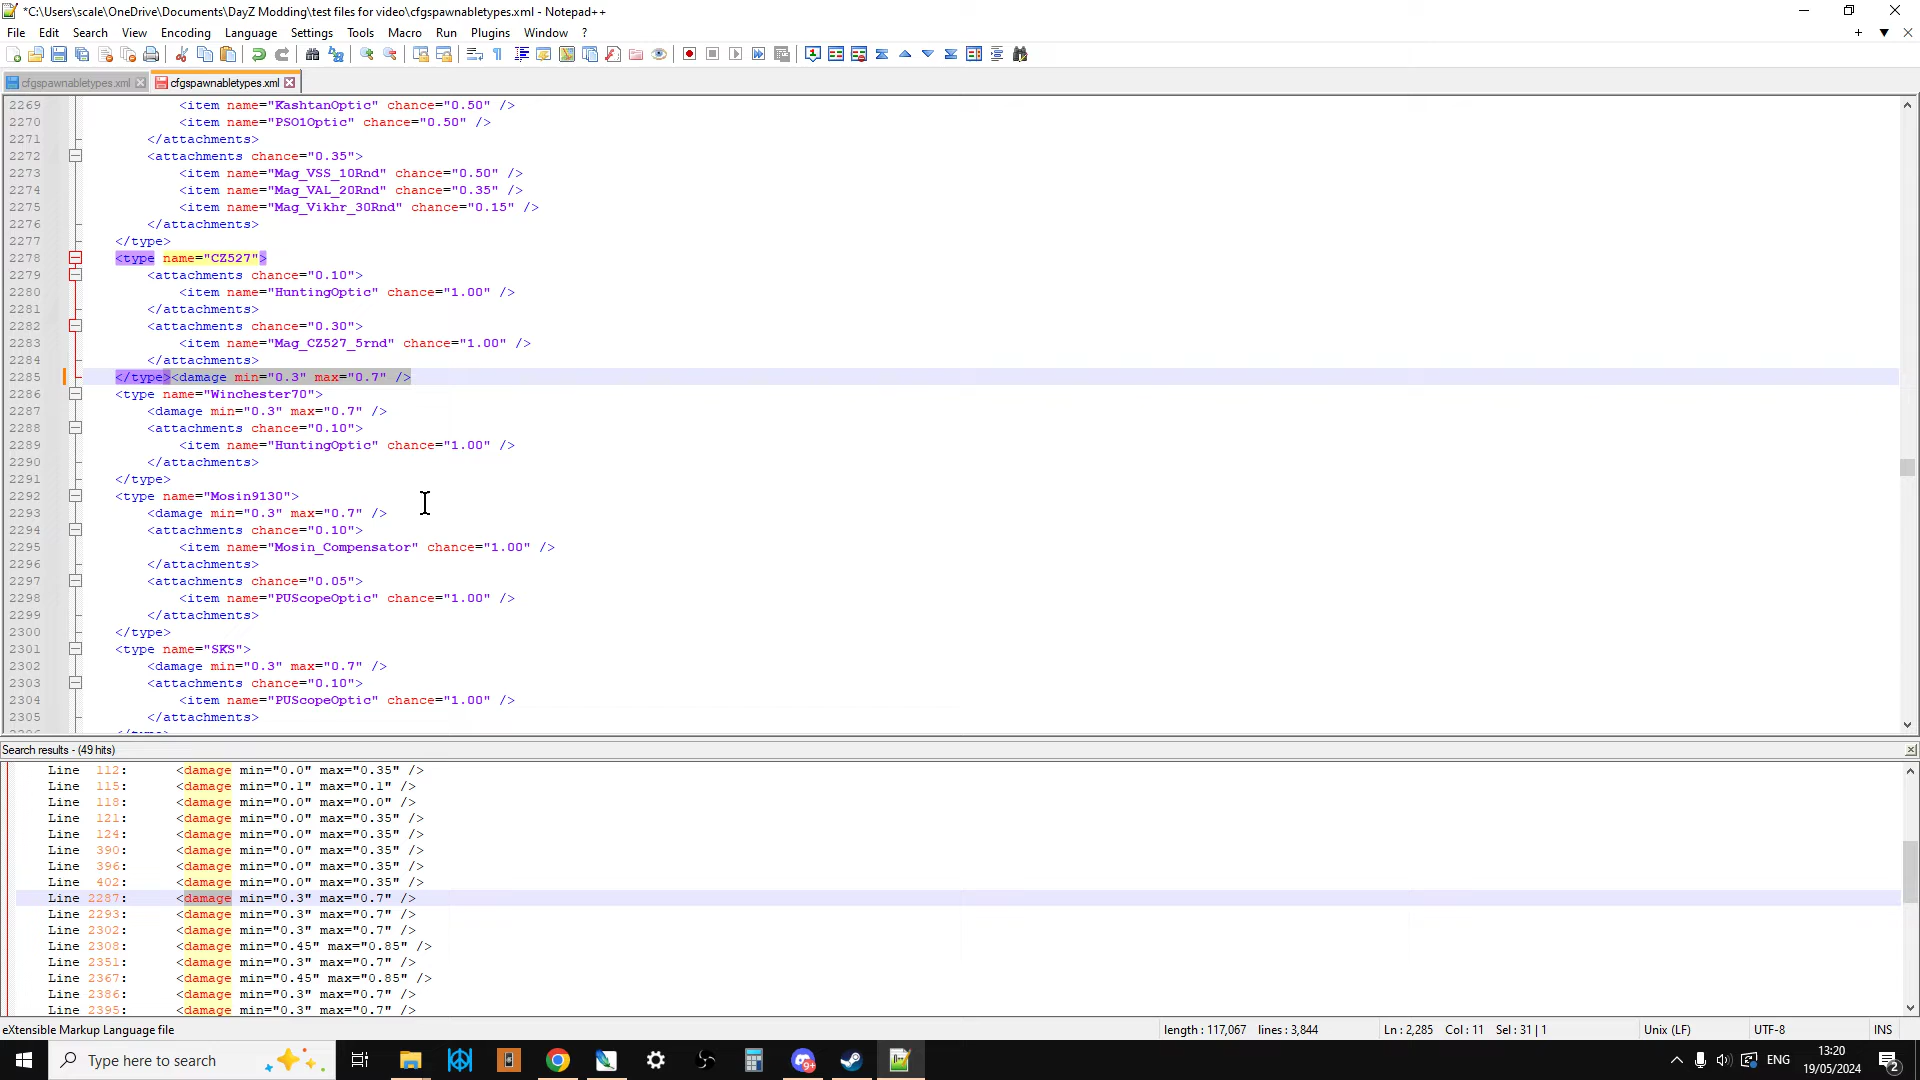 *C:\Users\scale\OneDrive\Documents\DayZ Modding\test files for video\cfgspawnabletypes.xml - Notepad++
File Edit Search View Encoding Language Settings Tools Macro Run Plugins Window ?
cfgspawnabletypes.xml cfgspawnabletypes.xml
2269 <item name="KashtanOptic" chance="0.50" />
2270 <item name="PSO1Optic" chance="0.50" />
2271 </attachments>
2272 <attachments chance="0.35">
2273 <item name="Mag_VSS_10Rnd" chance="0.50" />
2274 <item name="Mag_VAL_20Rnd" chance="0.35" />
2275 <item name="Mag_Vikhr_30Rnd" chance="0.15" />
2276 </attachments>
2277 </type>
2278 <type name="CZ527">
2279 <attachments chance="0.10">
2280 <item name="HuntingOptic" chance="1.00" />
2281 </attachments>
2282 <attachments chance="0.30">
2283 <item name="Mag_CZ527_5rnd" chance="1.00" />
2284 </attachments>
2285 </type><damage min="0.3" max="0.7" />
2286 <type name="Winchester70">
2287 <damage min="0.3" max="0.7" />
2288 <attachments chance="0.10">
2289 <item name="HuntingOptic" chance="1.00" />
2290 </attachments>
2291 </type>
2292 <type name="Mosin9130">
2293 <damage min="0.3" max="0.7" />
2294 <attachments chance="0.10">
2295 <item name="Mosin_Compensator" chance="1.00" />
2296 </attachments>
2297 <attachments chance="0.05">
2298 <item name="PUScopeOptic" chance="1.00" />
2299 </attachments>
2300 </type>
2301 <type name="SKS">
2302 <damage min="0.3" max="0.7" />
2303 <attachments chance="0.10">
2304 <item name="PUScopeOptic" chance="1.00" />
2305 </attachments>
Search results - (49 hits)
Line 112: <damage min="0.0" max="0.35" />
Line 115: <damage min="0.1" max="0.1" />
Line 118: <damage min="0.0" max="0.0" />
Line 121: <damage min="0.0" max="0.35" />
Line 124: <damage min="0.0" max="0.35" />
Line 390: <damage min="0.0" max="0.35" />
Line 396: <damage min="0.0" max="0.35" />
Line 402: <damage min="0.0" max="0.35" />
Line 2287: <damage min="0.3" max="0.7" />
Line 2293: <damage min="0.3" max="0.7" />
Line 2302: <damage min="0.3" max="0.7" />
Line 2308: <damage min="0.45" max="0.85" />
Line 2351: <damage min="0.3" max="0.7" />
Line 2367: <damage min="0.45" max="0.85" />
Line 2386: <damage min="0.3" max="0.7" />
Line 2395: <damage min="0.3" max="0.7" />
eXtensible Markup Language file length : 117,067 lines : 3,844 Ln : 2,285 Col : 11 Sel : 31 | 1 Unix (LF) UTF-8 INS
Type here to search ENG 13:20
19/05/2024
2